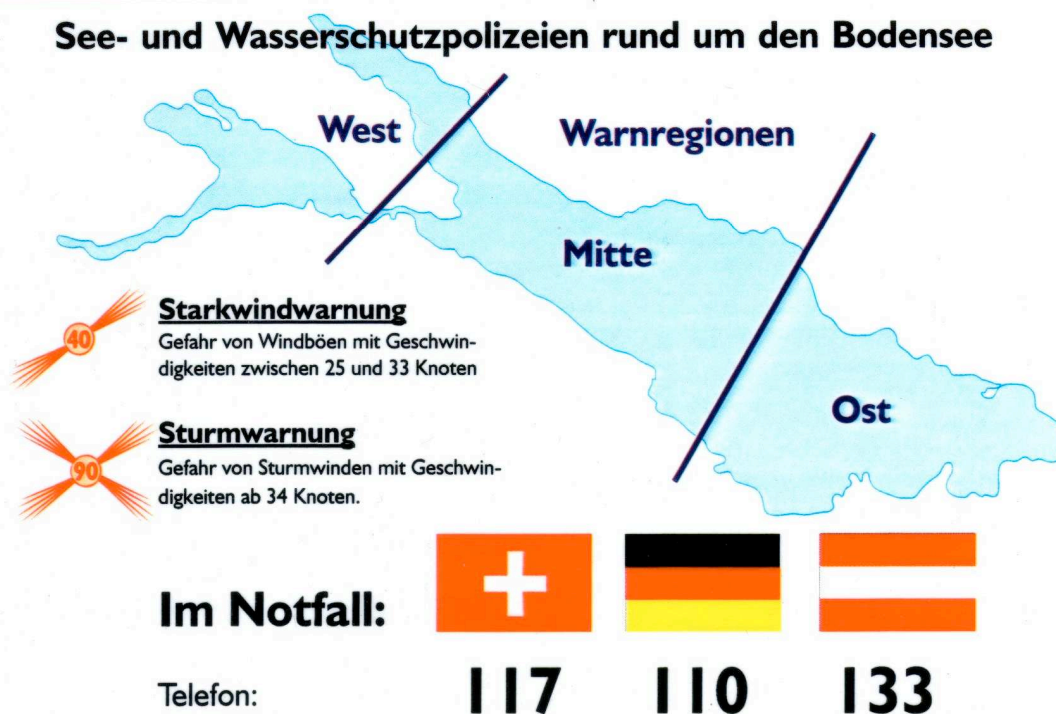 See- und Wasserschutzpolizeien rund um den Bodensee
West
Warnregionen
Mitte
Ost
40
Starkwindwarnung
Gefahr von Windböen mit Geschwin-
digkeiten zwischen 25 und 33 Knoten
90
Sturmwarnung
Gefahr von Sturmwinden mit Geschwin-
digkeiten ab 34 Knoten.
Im Notfall:
Telefon: 117 110 133